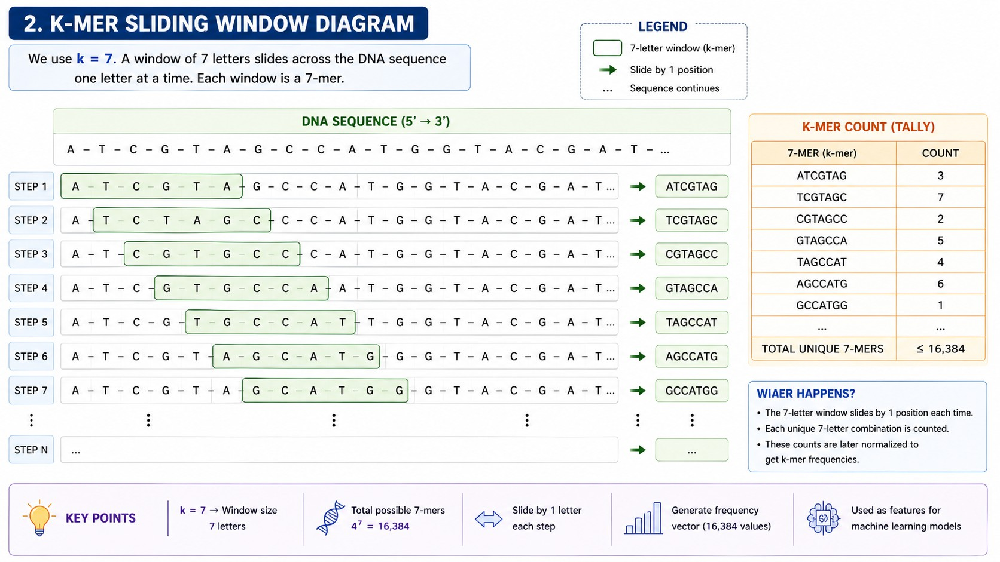 2. K-MER SLIDING WINDOW DIAGRAM
We use k = 7. A window of 7 letters slides across the DNA sequence
one letter at a time. Each window is a 7-mer.
LEGEND
7-letter window (k-mer)
Slide by 1 position
... Sequence continues
DNA SEQUENCE (5' → 3')
A – T – C – G – T – A – G – C – C – A – T – G – G – T – A – C – G – A – T – ...
STEP 1 A – T – C – G – T – A – G – C – C – A – T – G – G – T – A – C – G – A – T ... ATCGTAG
STEP 2 A – T – C – T – A – G – C – C – C – A – T – G – G – T – A – C – G – A – T ... TCGTAGC
STEP 3 A – T – C – G – T – G – C – C – C – A – T – G – G – T – A – C – G – A – T ... CGTAGCC
STEP 4 A – T – C – G – T – G – C – C – A – A – T – G – G – T – A – C – G – A – T ... GTAGCCA
STEP 5 A – T – C – G – T – G – C – C – A – T – T – G – G – T – A – C – G – A – T ... TAGCCAT
STEP 6 A – T – C – G – T – A – G – C – A – T – G – G – G – T – A – C – G – A – T ... AGCCATG
STEP 7 A – T – C – G – T – A – G – C – A – T – G – G – G – T – A – C – G – A – T ... GCCATGG
STEP N ... ...
K-MER COUNT (TALLY)
7-MER (k-mer) COUNT
ATCGTAG 3
TCGTAGC 7
CGTAGCC 2
GTAGCCA 5
TAGCCAT 4
AGCCATG 6
GCCATGG 1
... ...
TOTAL UNIQUE 7-MERS ≤ 16,384
WIAER HAPPENS?
• The 7-letter window slides by 1 position each time.
• Each unique 7-letter combination is counted.
• These counts are later normalized to
get k-mer frequencies.
KEY POINTS
k = 7 → Window size
7 letters
Total possible 7-mers
4⁷ = 16,384
Slide by 1 letter
each step
Generate frequency
vector (16,384 values)
Used as features for
machine learning models